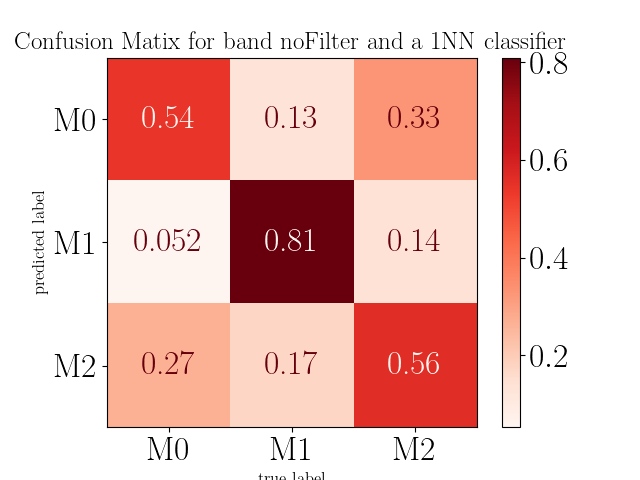 Confusion Matix for band noFilter and a 1NN classifier
M0 0.54 0.13 0.33
M1 0.052 0.81 0.14
M2 0.27 0.17 0.56
M0 M1 M2
true label
predicted label
0.8
0.6
0.4
0.2